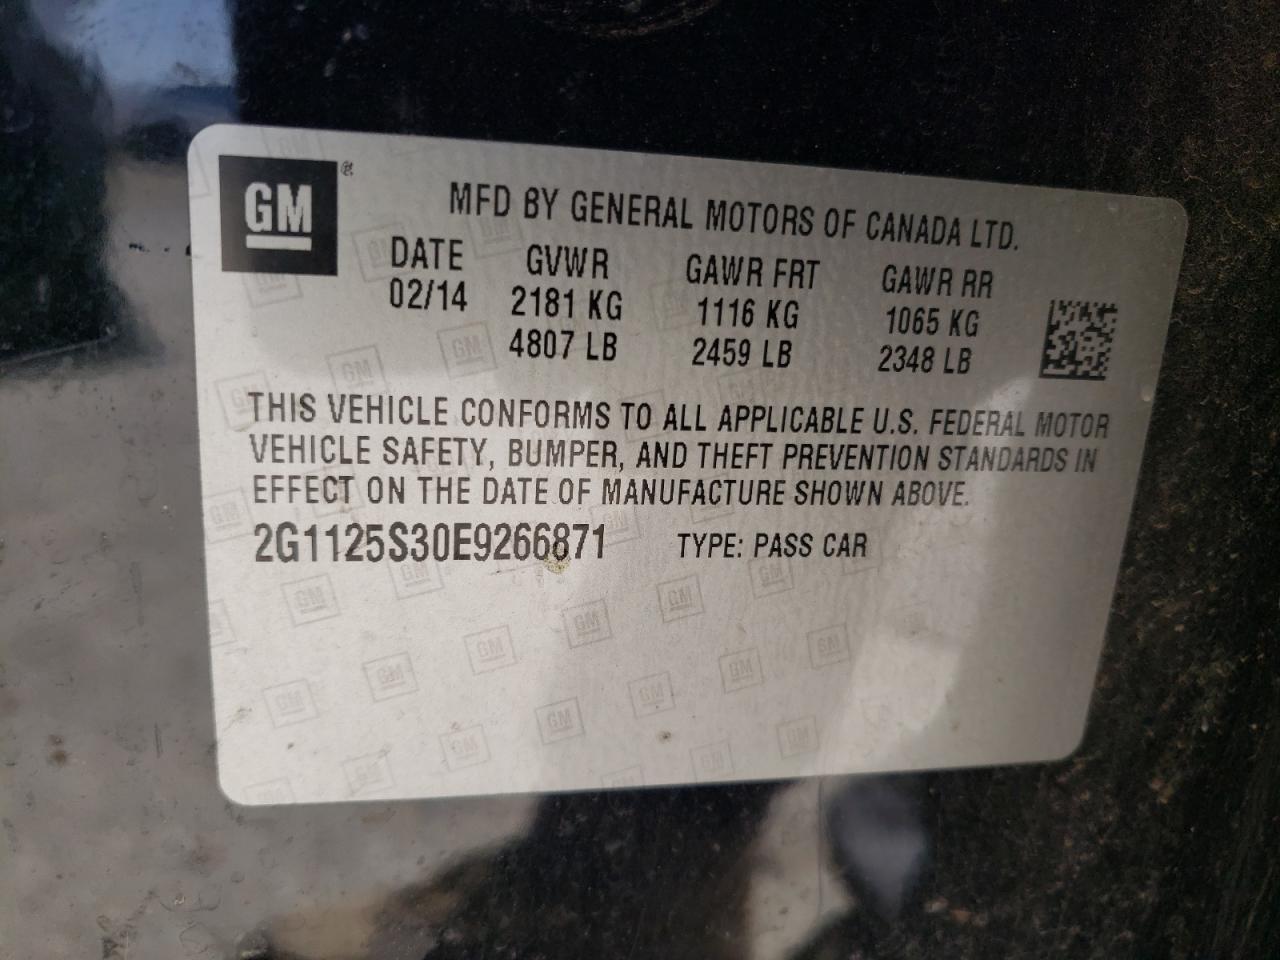 GM ®
MFD BY GENERAL MOTORS OF CANADA LTD.
DATE GVWR GAWR FRT GAWR RR
02/14 2181 KG 1116 KG 1065 KG
4807 LB 2459 LB 2348 LB
THIS VEHICLE CONFORMS TO ALL APPLICABLE U.S. FEDERAL MOTOR
VEHICLE SAFETY, BUMPER, AND THEFT PREVENTION STANDARDS IN
EFFECT ON THE DATE OF MANUFACTURE SHOWN ABOVE.
2G1125S30E9266871 TYPE: PASS CAR